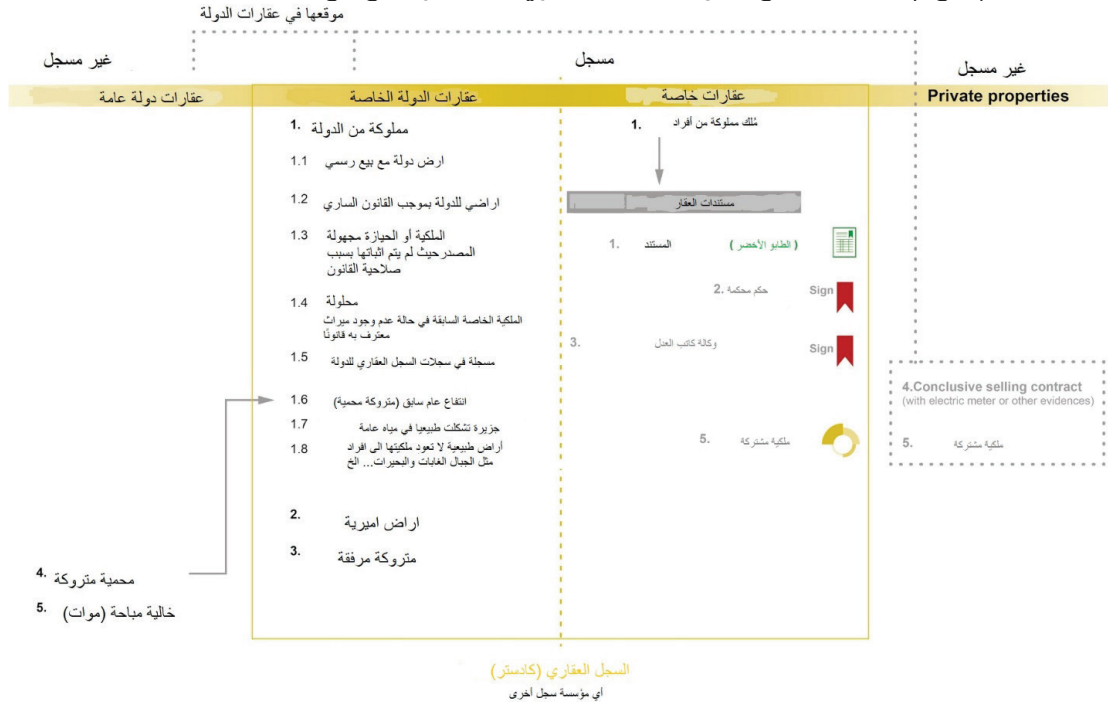 موقعها في عقارات الدولة
غير مسجل
مسجل
غير مسجل
عقارات دولة عامة
عقارات الدولة الخاصة
عقارات خاصة
Private properties
1. مملوكة من الدولة
1.1 ارض دولة مع بيع رسمي
1.2 اراضي للدولة بموجب القانون الساري
1.3 الملكية أو الحيازة مجهولة
المصدر حيث لم يتم اثباتها بسبب
صلاحية القانون
1.4 محلولة
الملكية الخاصة السابقة في حالة عدم وجود ميراث
معترف به قانونًا
1.5 مسجلة في سجلات السجل العقاري للدولة
1.6 انتفاع عام سابق (متروكة محمية)
1.7 جزيرة تشكلت طبيعيا في مياه عامة
1.8 أراض طبيعية لا تعود ملكيتها الى افراد
مثل الجبال الغابات والبحيرات... الخ
2. اراض اميرية
3. متروكة مرفقة
4. محمية متروكة
5. خالية مباحة (موات)
1. مُلك مملوكة من أفراد
مستندات العقار
1. المستند (الطابو الأخضر)
2. حكم محكمة Sign
3. وكالة كاتب العدل Sign
5. ملكية مشتركة
4.Conclusive selling contract
(with electric meter or other evidences)
5. ملكية مشتركة
السجل العقاري (كادستر)
أي مؤسسة سجل أخرى